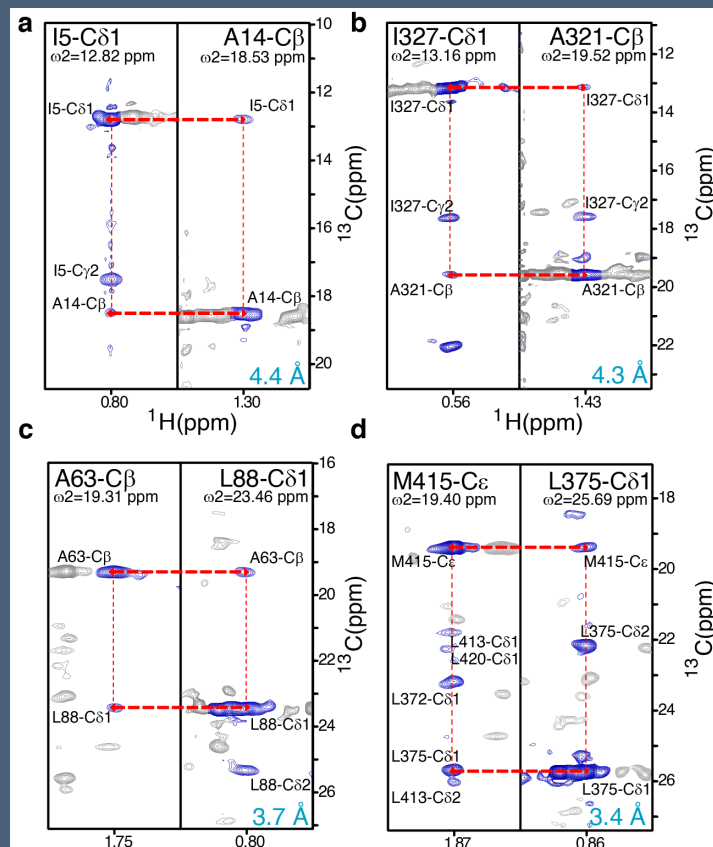 a
I5-Cδ1
ω2=12.82 ppm
A14-Cβ
ω2=18.53 ppm
I5-Cδ1
I5-Cδ1
I5-Cγ2
A14-Cβ
A14-Cβ
4.4 Å
10
12
14
16
18
20
¹³C(ppm)
0.80
1.30
¹H(ppm)
b
I327-Cδ1
ω2=13.16 ppm
A321-Cβ
ω2=19.52 ppm
I327-Cδ1
I327-Cδ1
I327-Cγ2
I327-Cγ2
A321-Cβ
A321-Cβ
4.3 Å
12
14
16
18
20
22
¹³C(ppm)
0.56
1.43
¹H(ppm)
c
A63-Cβ
ω2=19.31 ppm
L88-Cδ1
ω2=23.46 ppm
A63-Cβ
A63-Cβ
L88-Cδ1
L88-Cδ1
L88-Cδ2
3.7 Å
16
18
20
22
24
26
¹³C(ppm)
1.75
0.80
d
M415-Cε
ω2=19.40 ppm
L375-Cδ1
ω2=25.69 ppm
M415-Cε
M415-Cε
L413-Cδ1
L375-Cδ2
L420-Cδ1
L372-Cδ1
L375-Cδ1
L413-Cδ2
L375-Cδ1
3.4 Å
18
20
22
24
26
¹³C(ppm)
1.87
0.86